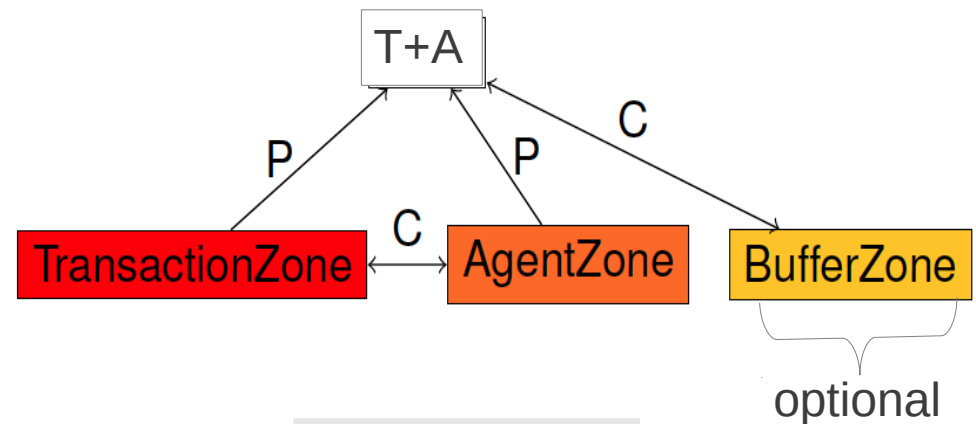 T+A
C
P
P
C
TransactionZone
AgentZone
BufferZone
optional